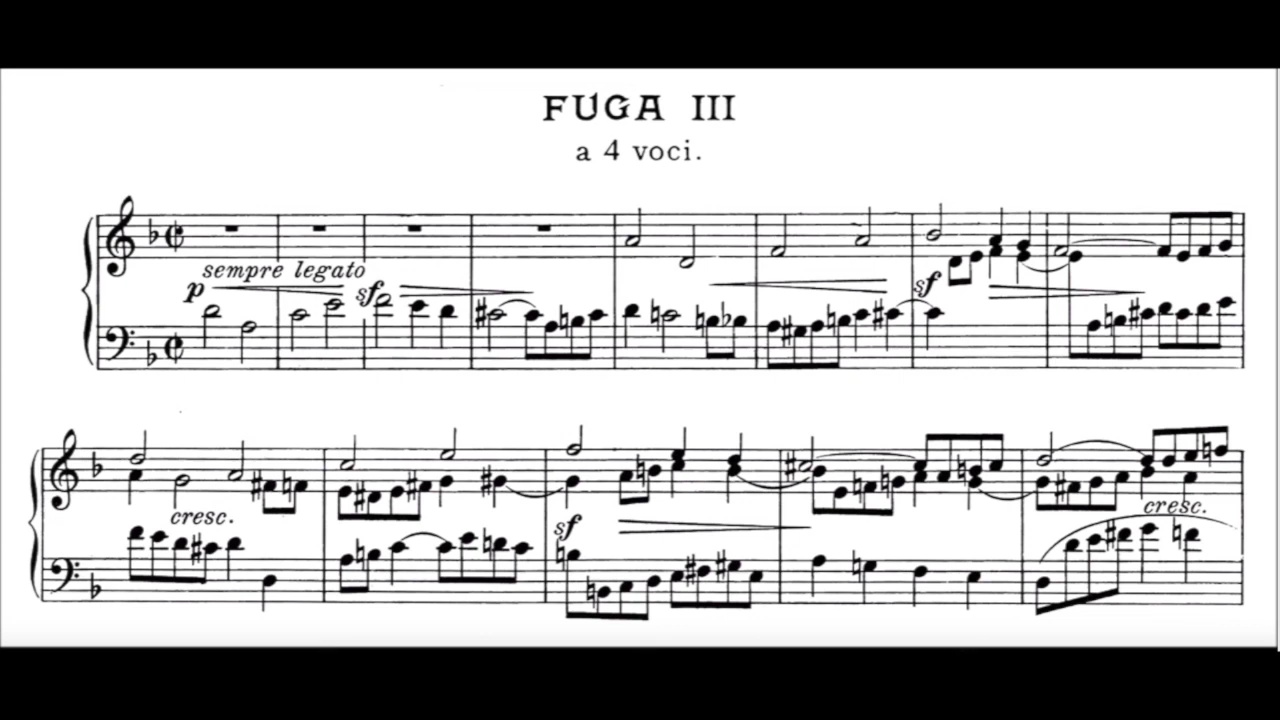 FUGA III
a 4 voci.
sempre legato
p sf sf
cresc. sf cresc.